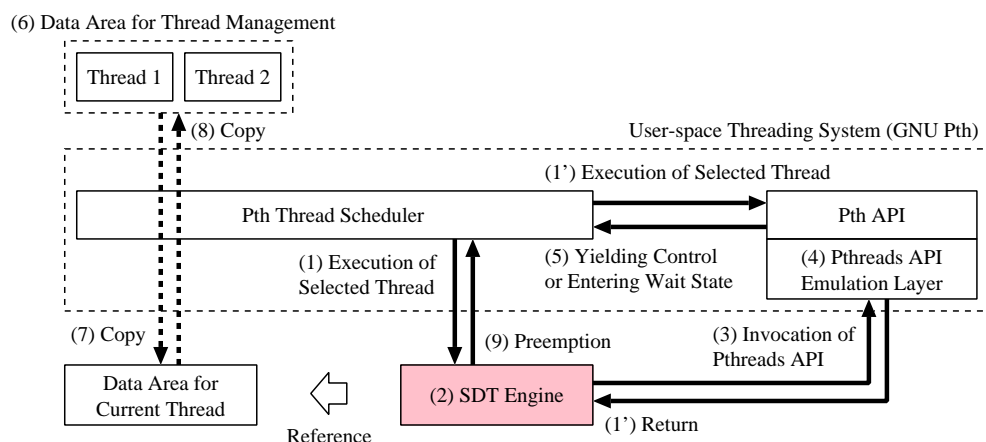 (6) Data Area for Thread Management
Thread 1
Thread 2
(8) Copy
User-space Threading System (GNU Pth)
(1’) Execution of Selected Thread
Pth Thread Scheduler
Pth API
(1) Execution of
Selected Thread
(5) Yielding Control
or Entering Wait State
(4) Pthreads API
Emulation Layer
(7) Copy
(9) Preemption
(3) Invocation of
Pthreads API
Data Area for
Current Thread
(2) SDT Engine
Reference
(1’) Return